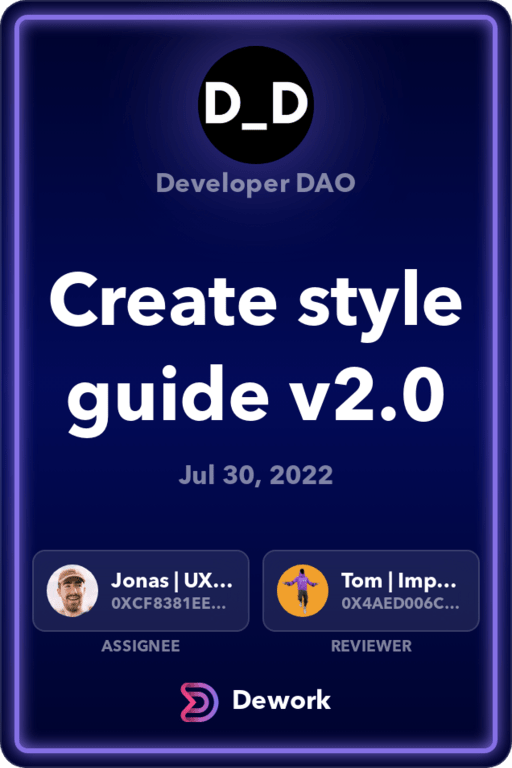 D_D
Developer DAO
Create style
guide v2.0
Jul 30, 2022
Jonas | UX...
0XCF8381EE...
Tom | Imp...
0X4AED006C...
ASSIGNEE
REVIEWER
Dework